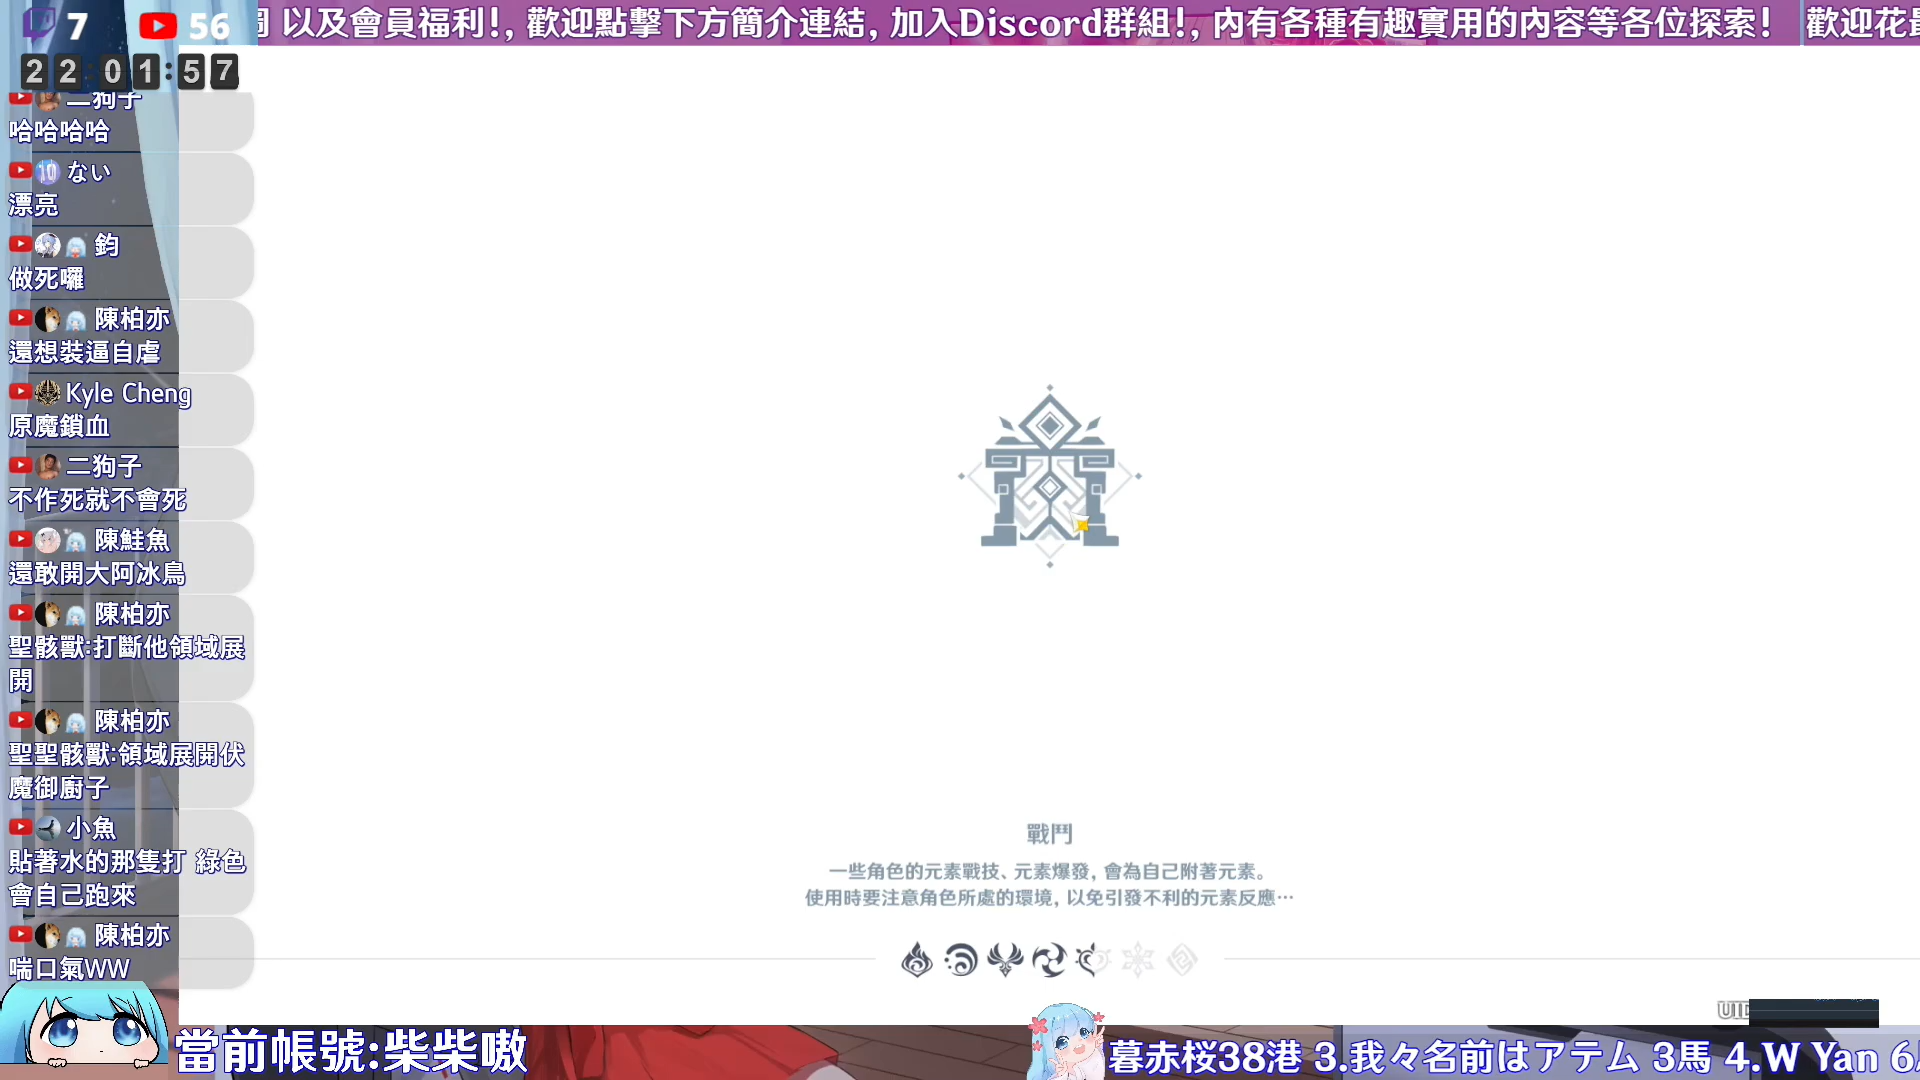 7 56
以及會員福利!, 歡迎點擊下方簡介連結, 加入Discord群組!, 內有各種有趣實用的內容等各位探索!
歡迎花
22:01:57
二狗子
哈哈哈哈
ない
漂亮
鈞
做死囉
陳柏亦
還想裝逼自虐
Kyle Cheng
原魔鎖血
二狗子
不作死就不會死
陳鮭魚
還敢開大阿冰鳥
陳柏亦
聖骸獸:打斷他領域展
開
陳柏亦
聖聖骸獸:領域展開伏
魔御廚子
小魚
貼著水的那隻打 綠色
會自己跑來
陳柏亦
喘口氣WW
戰鬥
一些角色的元素戰技、元素爆發, 會為自己附著元素。
使用時要注意角色所處的環境, 以免引發不利的元素反應…
UID
當前帳號:柴柴嗷
暮赤桜38港 3.我々名前はアテム 3馬 4.W Yan 6